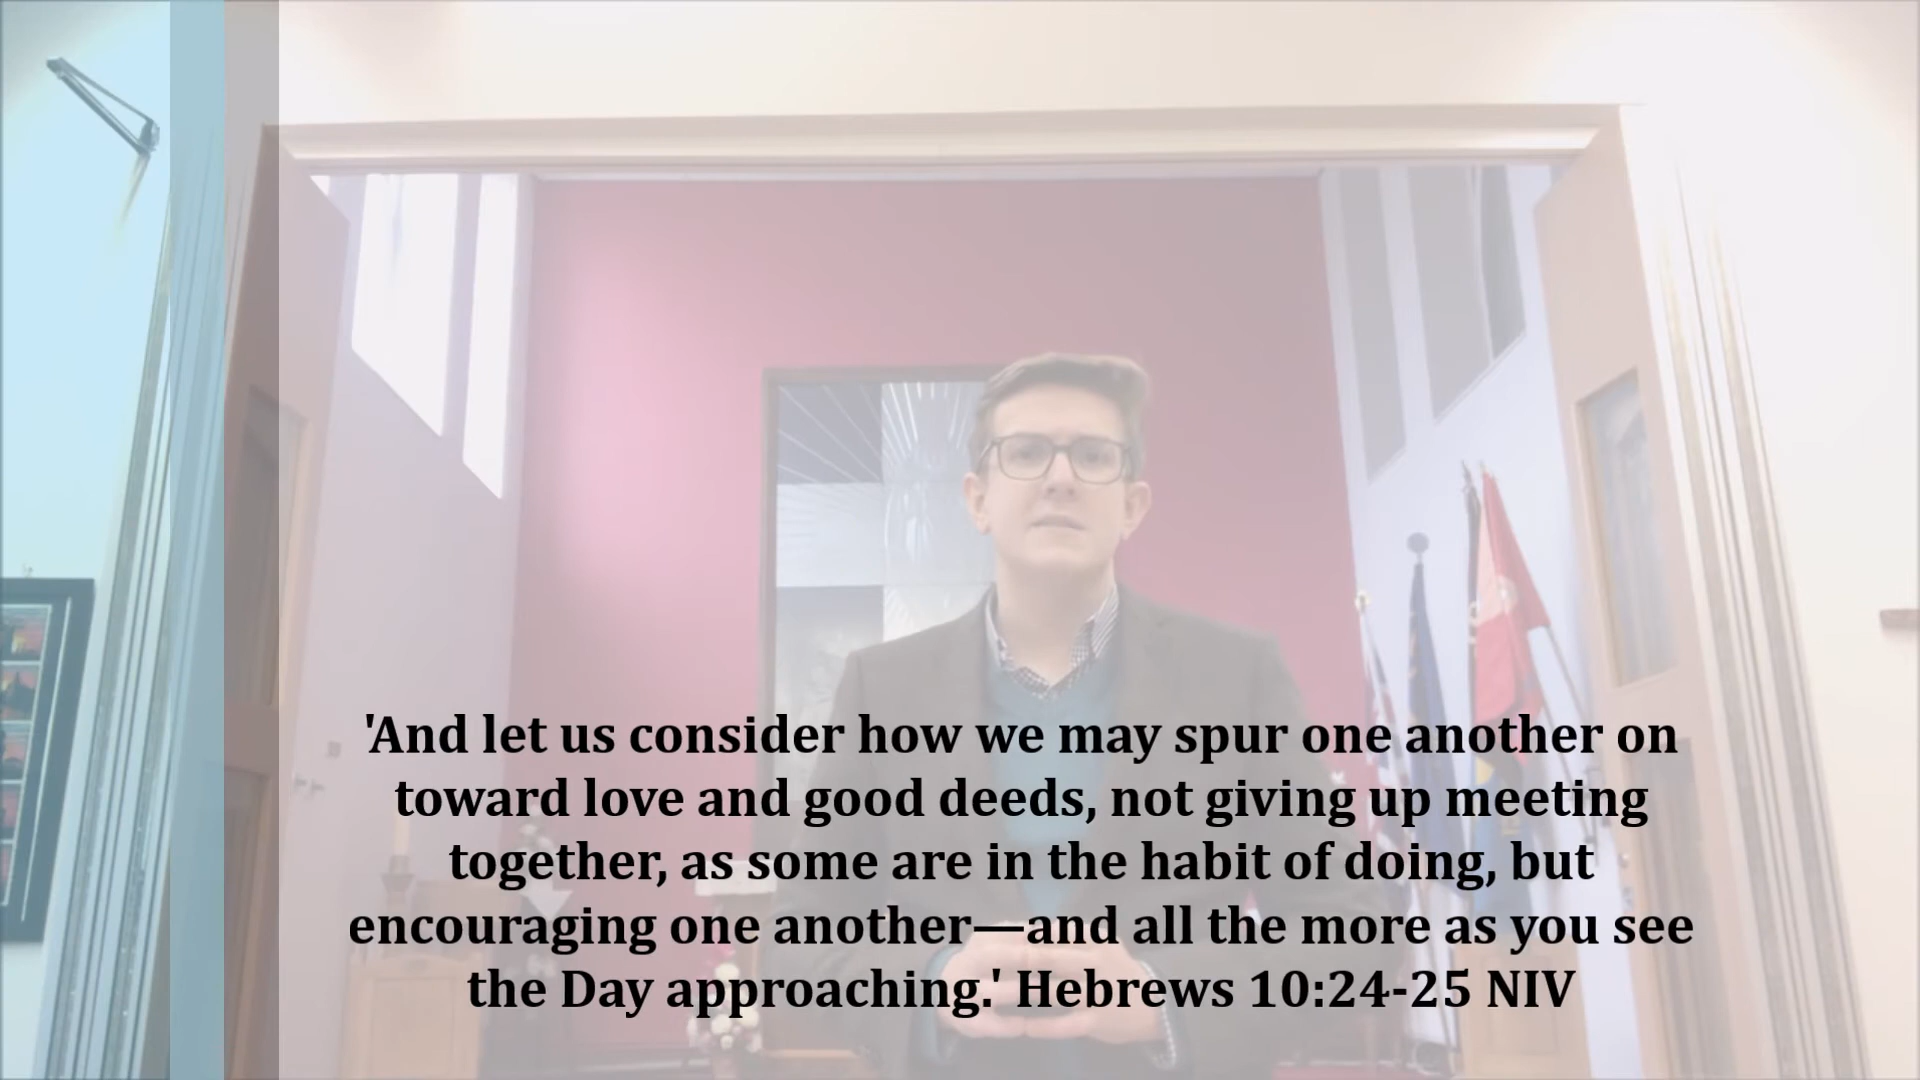 'And let us consider how we may spur one another on
toward love and good deeds, not giving up meeting
together, as some are in the habit of doing, but
encouraging one another—and all the more as you see
the Day approaching.' Hebrews 10:24-25 NIV